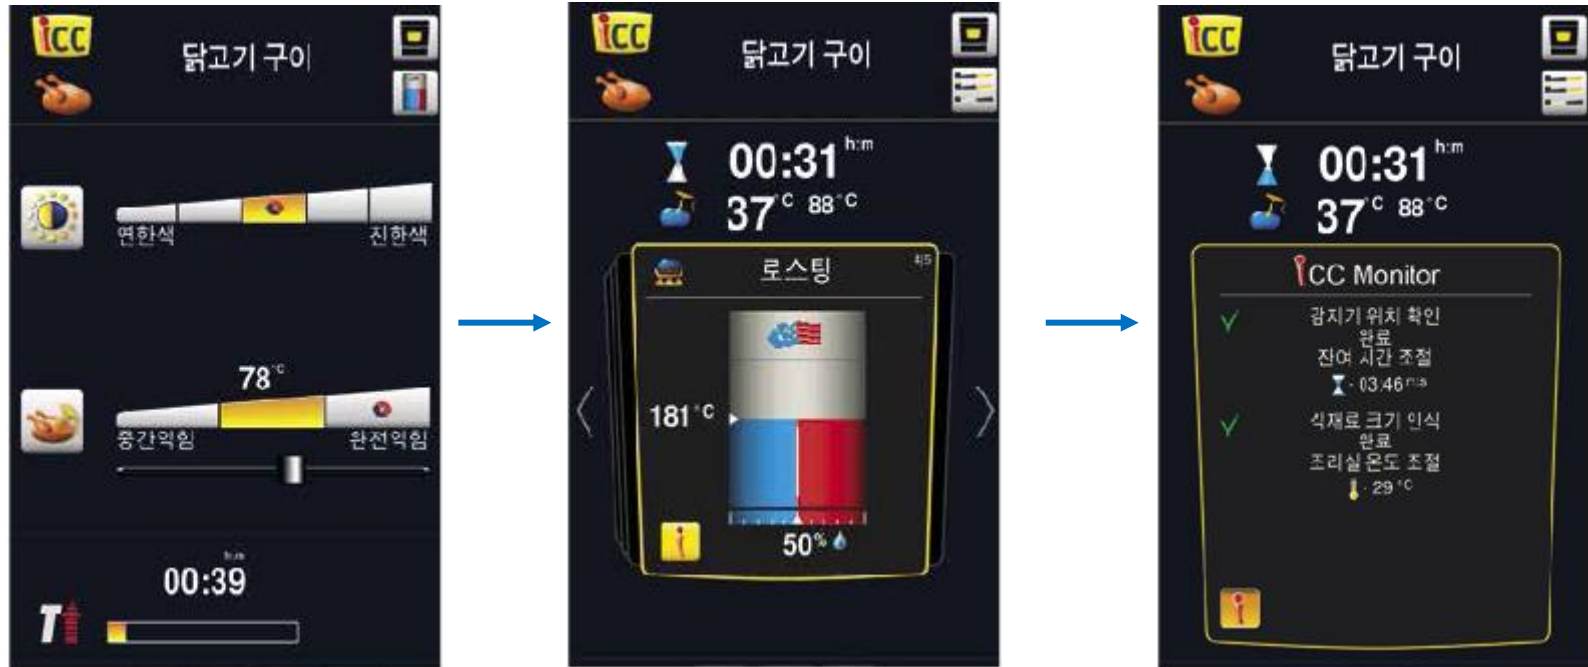 iCC
닭고기 구이
연한색 진한색
78°C
중간익힘 완전익힘
h:m
00:39
T
iCC
닭고기 구이
00:31 h:m
37°C 88°C
로스팅 4|5
181°C
50%
i
iCC
닭고기 구이
00:31 h:m
37°C 88°C
iCC Monitor
감지기 위치 확인
완료
잔여 시간 조절
- 03:46 m:s
식재료 크기 인식
완료
조리실 온도 조절
- 29 °C
i